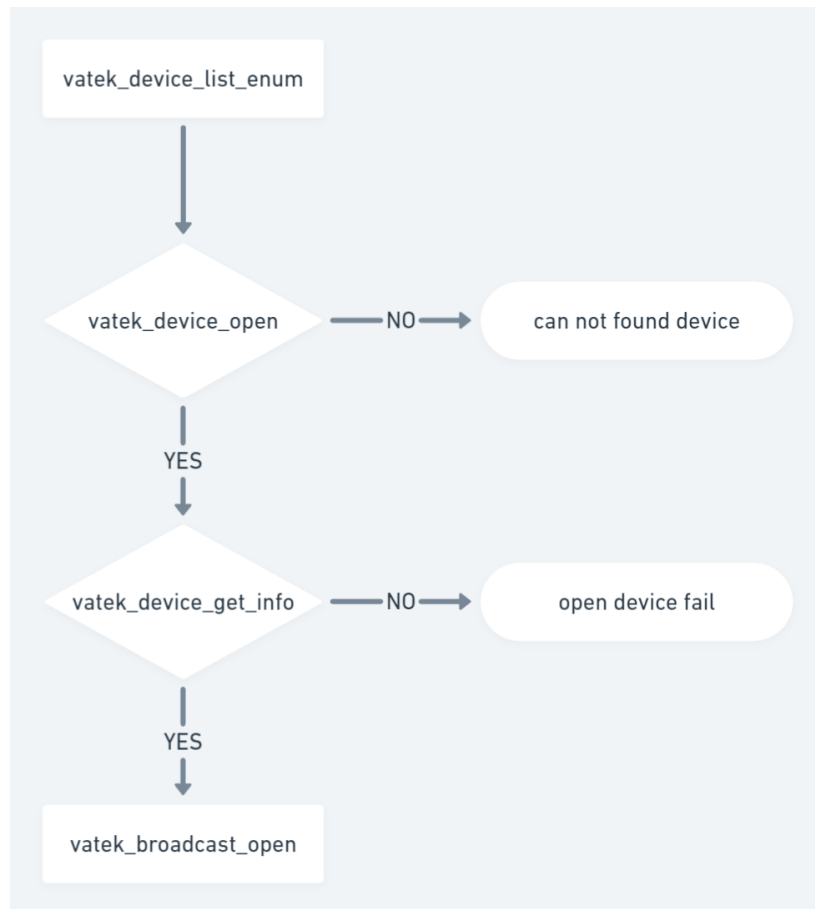 vatek_device_list_enum
vatek_device_open
NO
can not found device
YES
vatek_device_get_info
NO
open device fail
YES
vatek_broadcast_open